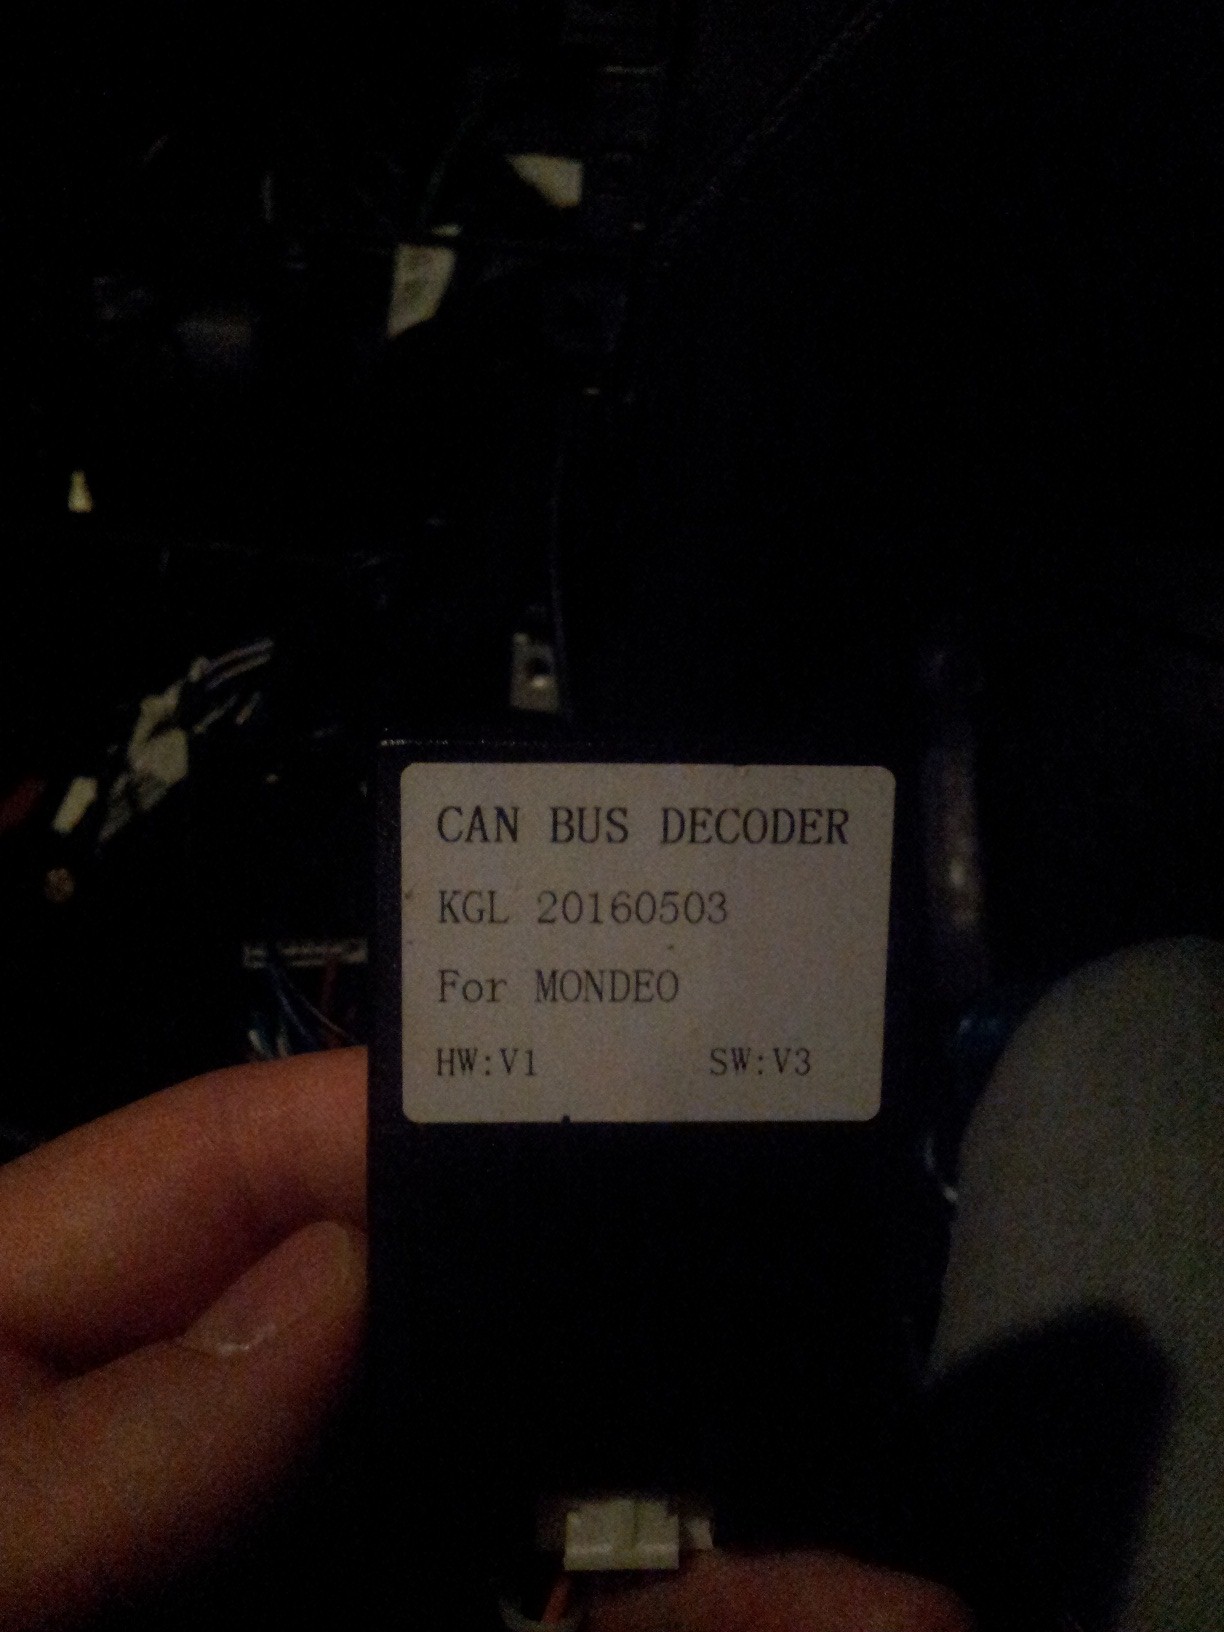 CAN BUS DECODER
KGL 20160503
For MONDEO
HW:V1 SW:V3